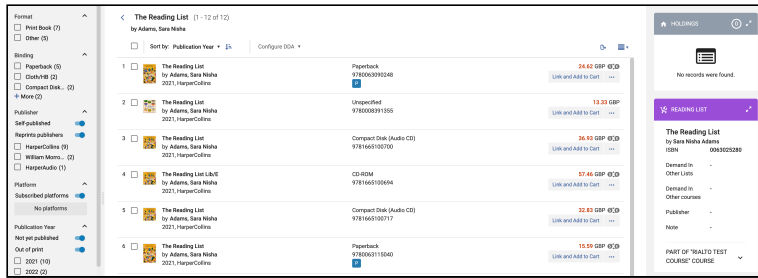 Format
Print Book (7)
Other (5)
Binding
Paperback (5)
Cloth/HB (2)
Compact Disk... (2)
+ More (2)
Publisher
Self-published
Reprints publishers
HarperCollins (9)
William Morro... (2)
HarperAudio (1)
Platform
Subscribed platforms
No platforms
Publication Year
Not yet published
Out of print
2021 (10)
2022 (2)
The Reading List (1 - 12 of 12)
by Adams, Sara Nisha
Sort by: Publication Year
Configure DDA
1 The Reading List Paperback 24.62 GBP
by Adams, Sara Nisha 9780063090248 Link and Add to Cart ...
2021, HarperCollins P
2 The Reading List Unspecified 13.33 GBP
by Adams, Sara Nisha 9780008391355 Link and Add to Cart ...
2021, HarperCollins
3 The Reading List Compact Disk (Audio CD) 36.93 GBP
by Adams, Sara Nisha 9781665100700 Link and Add to Cart ...
2021, HarperCollins
4 The Reading List Lib/E CD-ROM 57.46 GBP
by Adams, Sara Nisha 9781665100694 Link and Add to Cart ...
2021, HarperCollins
5 The Reading List Compact Disk (Audio CD) 32.83 GBP
by Adams, Sara Nisha 9781665100717 Link and Add to Cart ...
2021, HarperCollins
6 The Reading List Paperback 15.59 GBP
by Adams, Sara Nisha 9780063115040 Link and Add to Cart ...
2021, HarperCollins P
HOLDINGS 0
No records were found.
READING LIST
The Reading List
by Sara Nisha Adams
ISBN 0063025280
Demand In -
Other Lists
Demand In -
Other courses
Publisher -
Note -
PART OF "RIALTO TEST
COURSE" COURSE